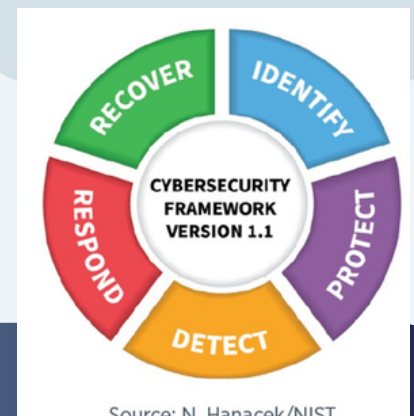 RECOVER
IDENTIFY
PROTECT
DETECT
RESPOND
CYBERSECURITY
FRAMEWORK
VERSION 1.1
Source: N. Hanacek/NIST